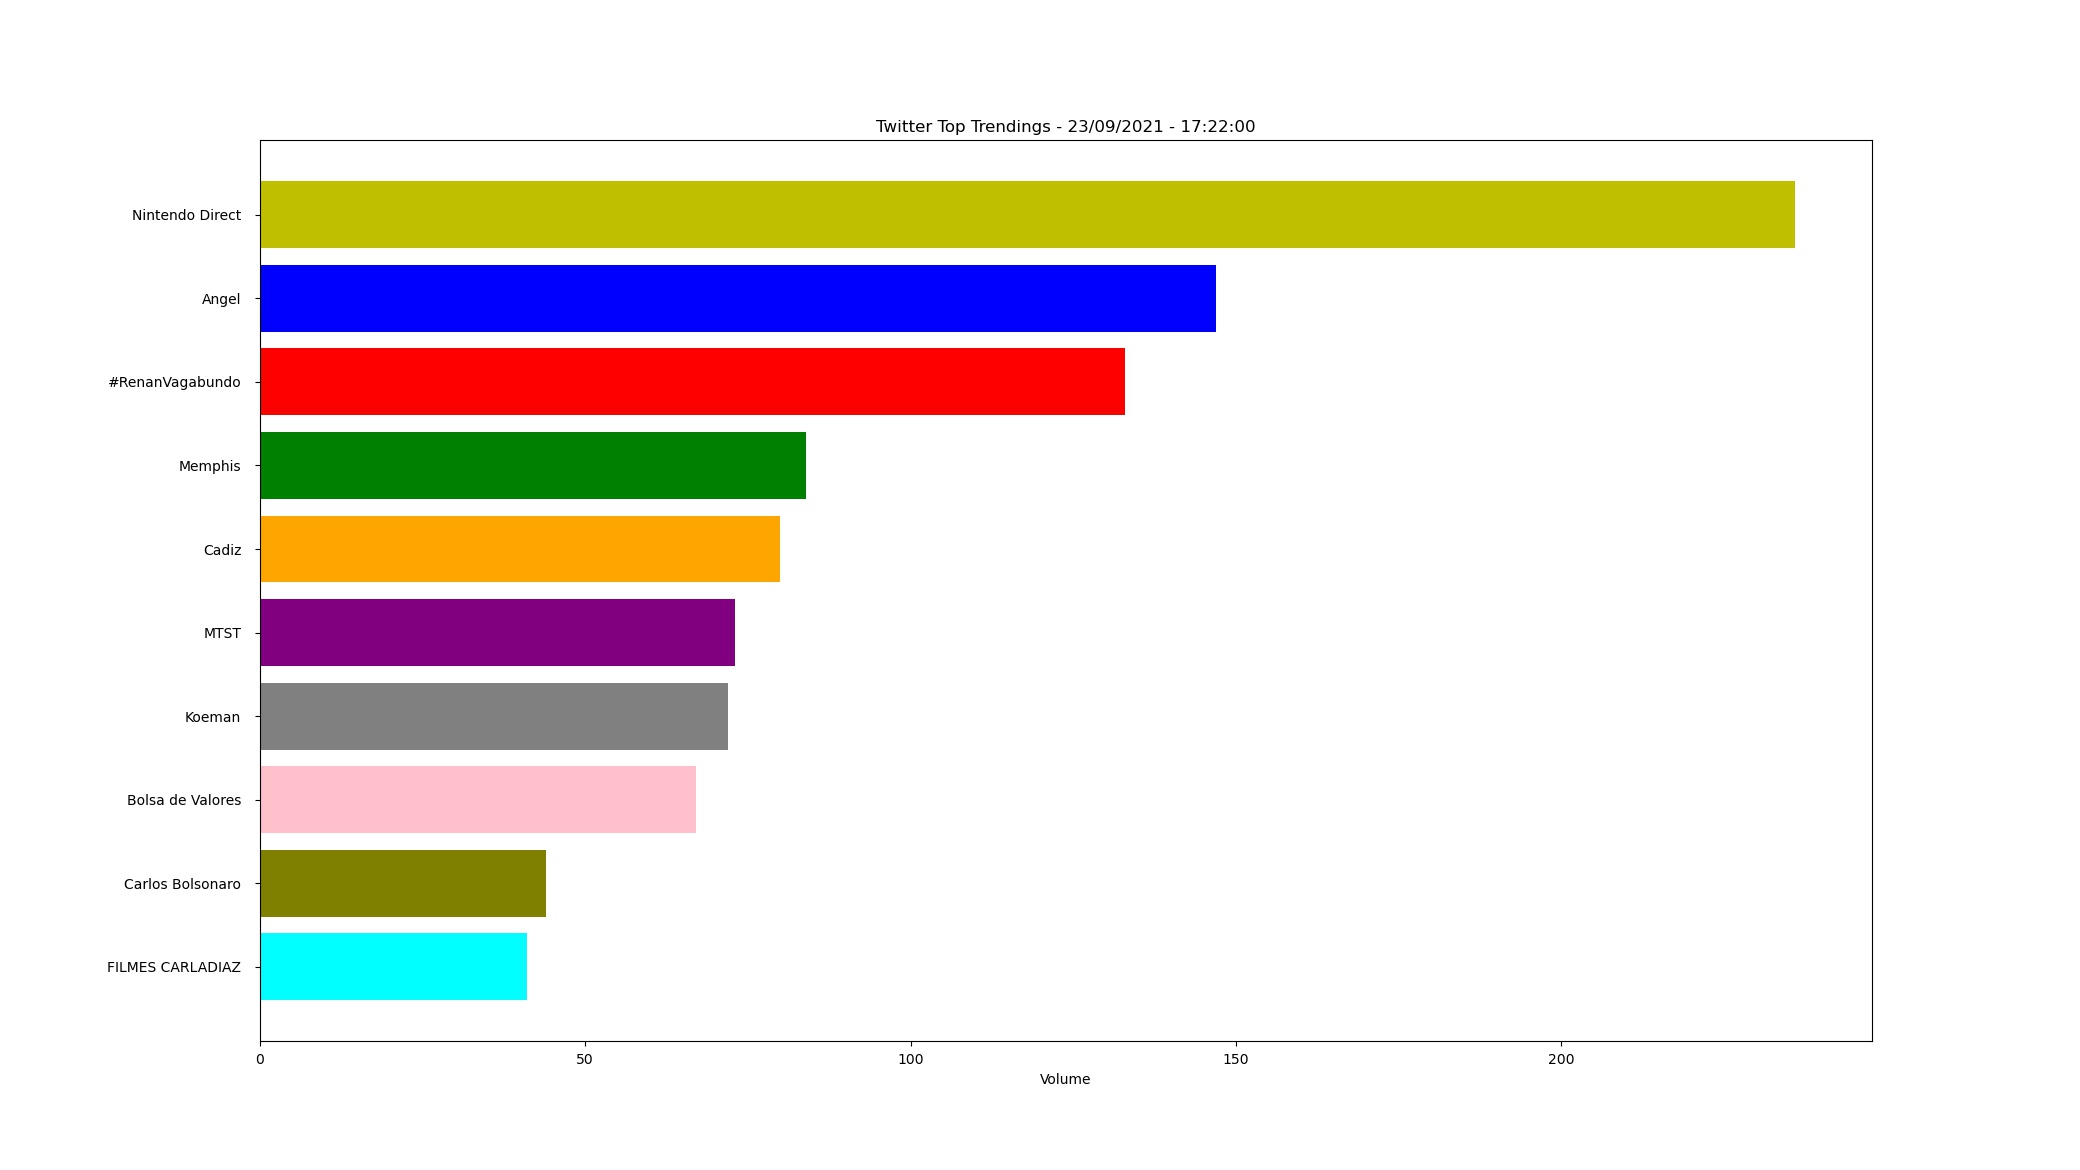 Twitter Top Trendings - 23/09/2021 - 17:22:00
Nintendo Direct
Angel
#RenanVagabundo
Memphis
Cadiz
MTST
Koeman
Bolsa de Valores
Carlos Bolsonaro
FILMES CARLADIAZ
0 50 100 150 200
Volume